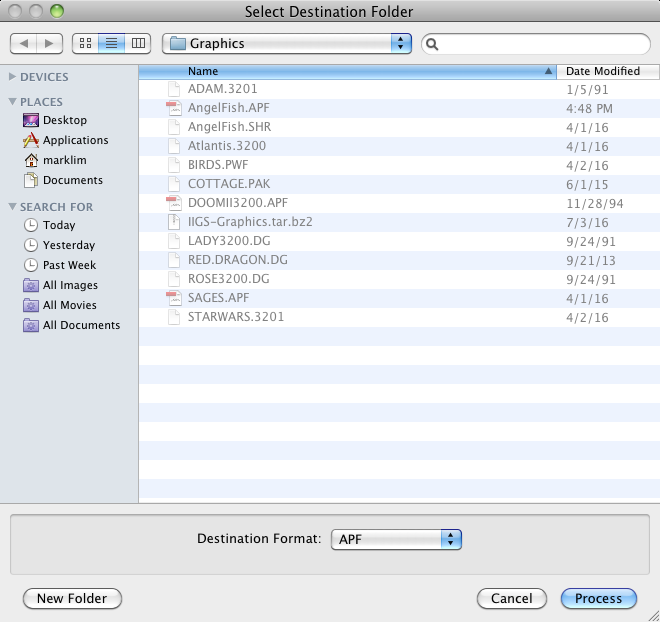 Select Destination Folder
Graphics
DEVICES
PLACES
Desktop
Applications
marklim
Documents
SEARCH FOR
Today
Yesterday
Past Week
All Images
All Movies
All Documents
Name Date Modified
ADAM.3201 1/5/91
AngelFish.APF 4:48 PM
AngelFish.SHR 4/1/16
Atlantis.3200 4/1/16
BIRDS.PWF 4/2/16
COTTAGE.PAK 6/1/15
DOOMII3200.APF 11/28/94
IIGS-Graphics.tar.bz2 7/3/16
LADY3200.DG 9/24/91
RED.DRAGON.DG 9/21/13
ROSE3200.DG 9/24/91
SAGES.APF 4/1/16
STARWARS.3201 4/2/16
Destination Format: APF
New Folder Cancel Process